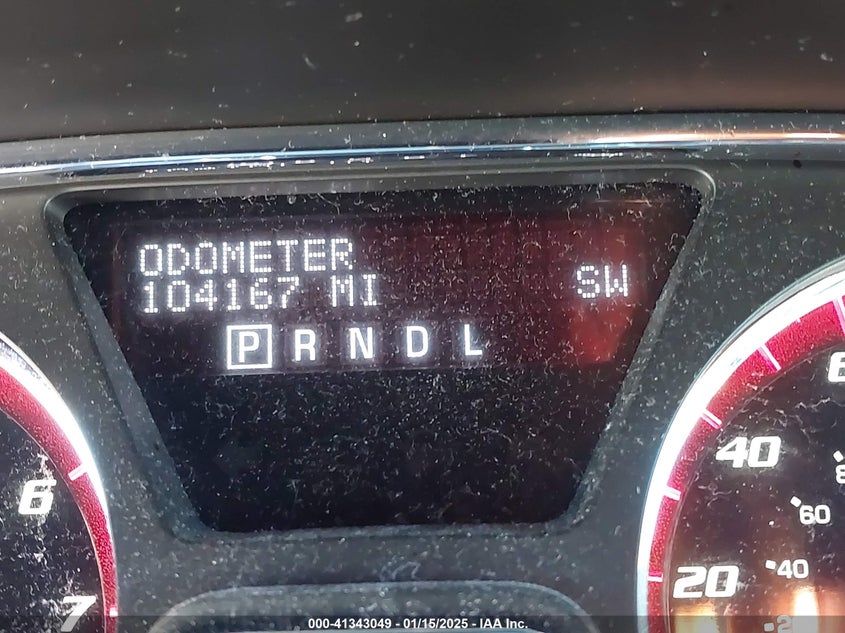 ODOMETER
104167 MI
SW
P R N D L
6
7
40
20
60
40
000-41343049 - 01/15/2025 - IAA Inc.